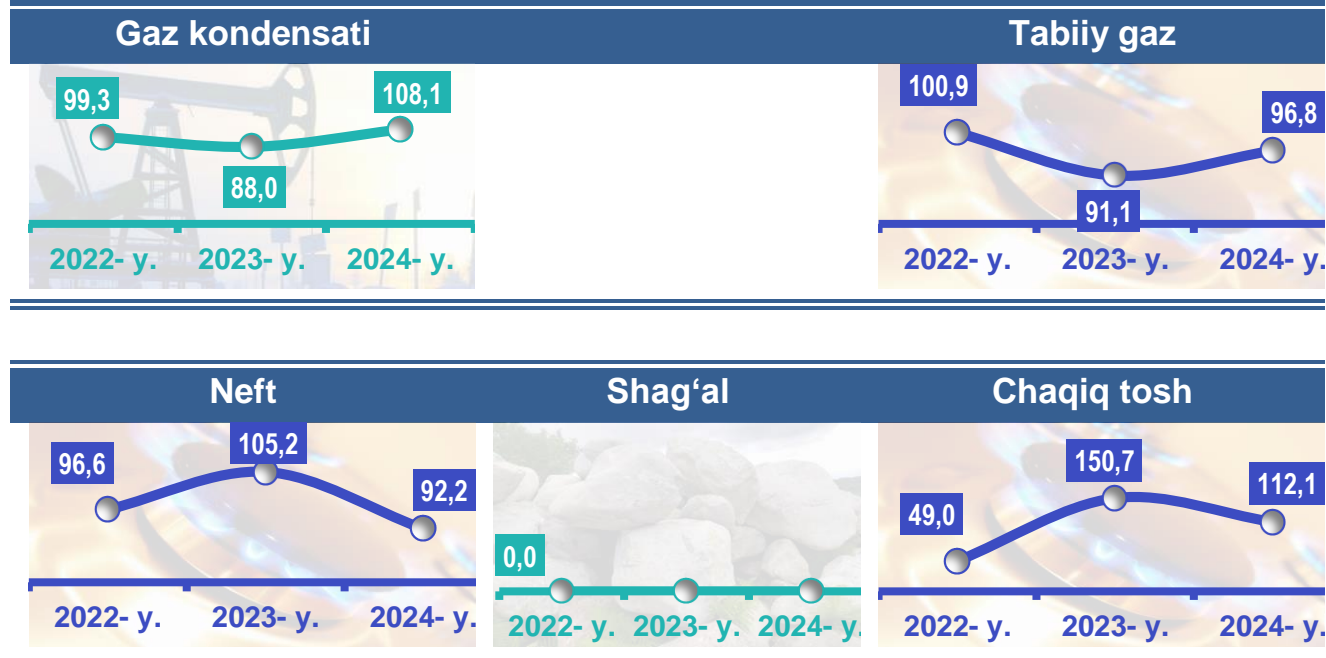 Gaz kondensati
Tabiiy gaz
99,3
108,1
88,0
2022- y. 2023- y. 2024- y.
100,9
96,8
91,1
2022- y. 2023- y. 2024- y.
Neft
Shag‘al
Chaqiq tosh
96,6
105,2
92,2
2022- y. 2023- y. 2024- y.
0,0
2022- y. 2023- y. 2024- y.
49,0
150,7
112,1
2022- y. 2023- y. 2024- y.